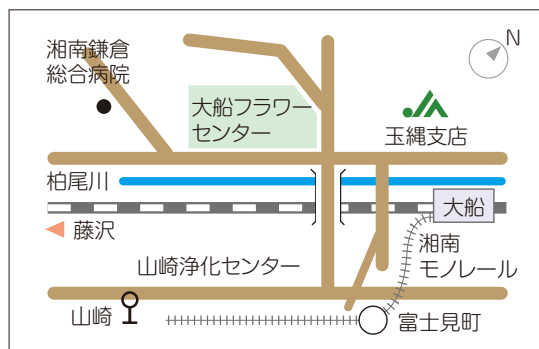 湘南鎌倉
総合病院
N
大船フラワー
センター
玉縄支店
柏尾川
大船
藤沢
湘南
モノレール
山崎浄化センター
山崎
富士見町